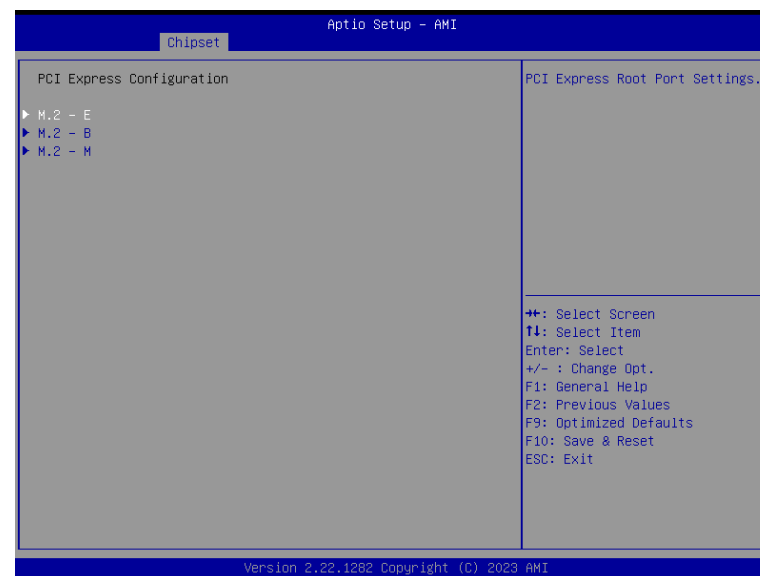 Aptio Setup – AMI
Chipset
PCI Express Configuration
PCI Express Root Port Settings.
▶ M.2 – E
▶ M.2 – B
▶ M.2 – M
→←: Select Screen
↑↓: Select Item
Enter: Select
+/– : Change Opt.
F1: General Help
F2: Previous Values
F9: Optimized Defaults
F10: Save & Reset
ESC: Exit
Version 2.22.1282 Copyright (C) 2023 AMI